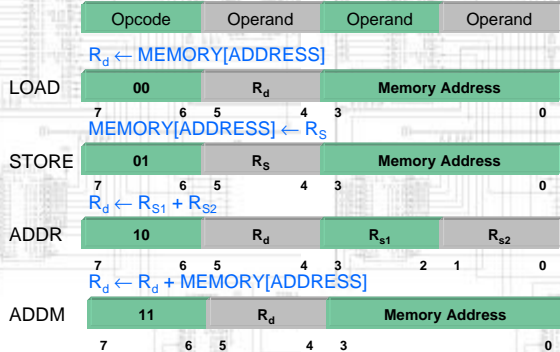 Opcode Operand Operand Operand
Rd ← MEMORY[ADDRESS]
LOAD 00 Rd Memory Address
7 6 5 4 3 0
MEMORY[ADDRESS] ← RS
STORE 01 RS Memory Address
7 6 5 4 3 0
Rd ← RS1 + RS2
ADDR 10 Rd Rs1 Rs2
7 6 5 4 3 2 1 0
Rd ← Rd + MEMORY[ADDRESS]
ADDM 11 Rd Memory Address
7 6 5 4 3 0